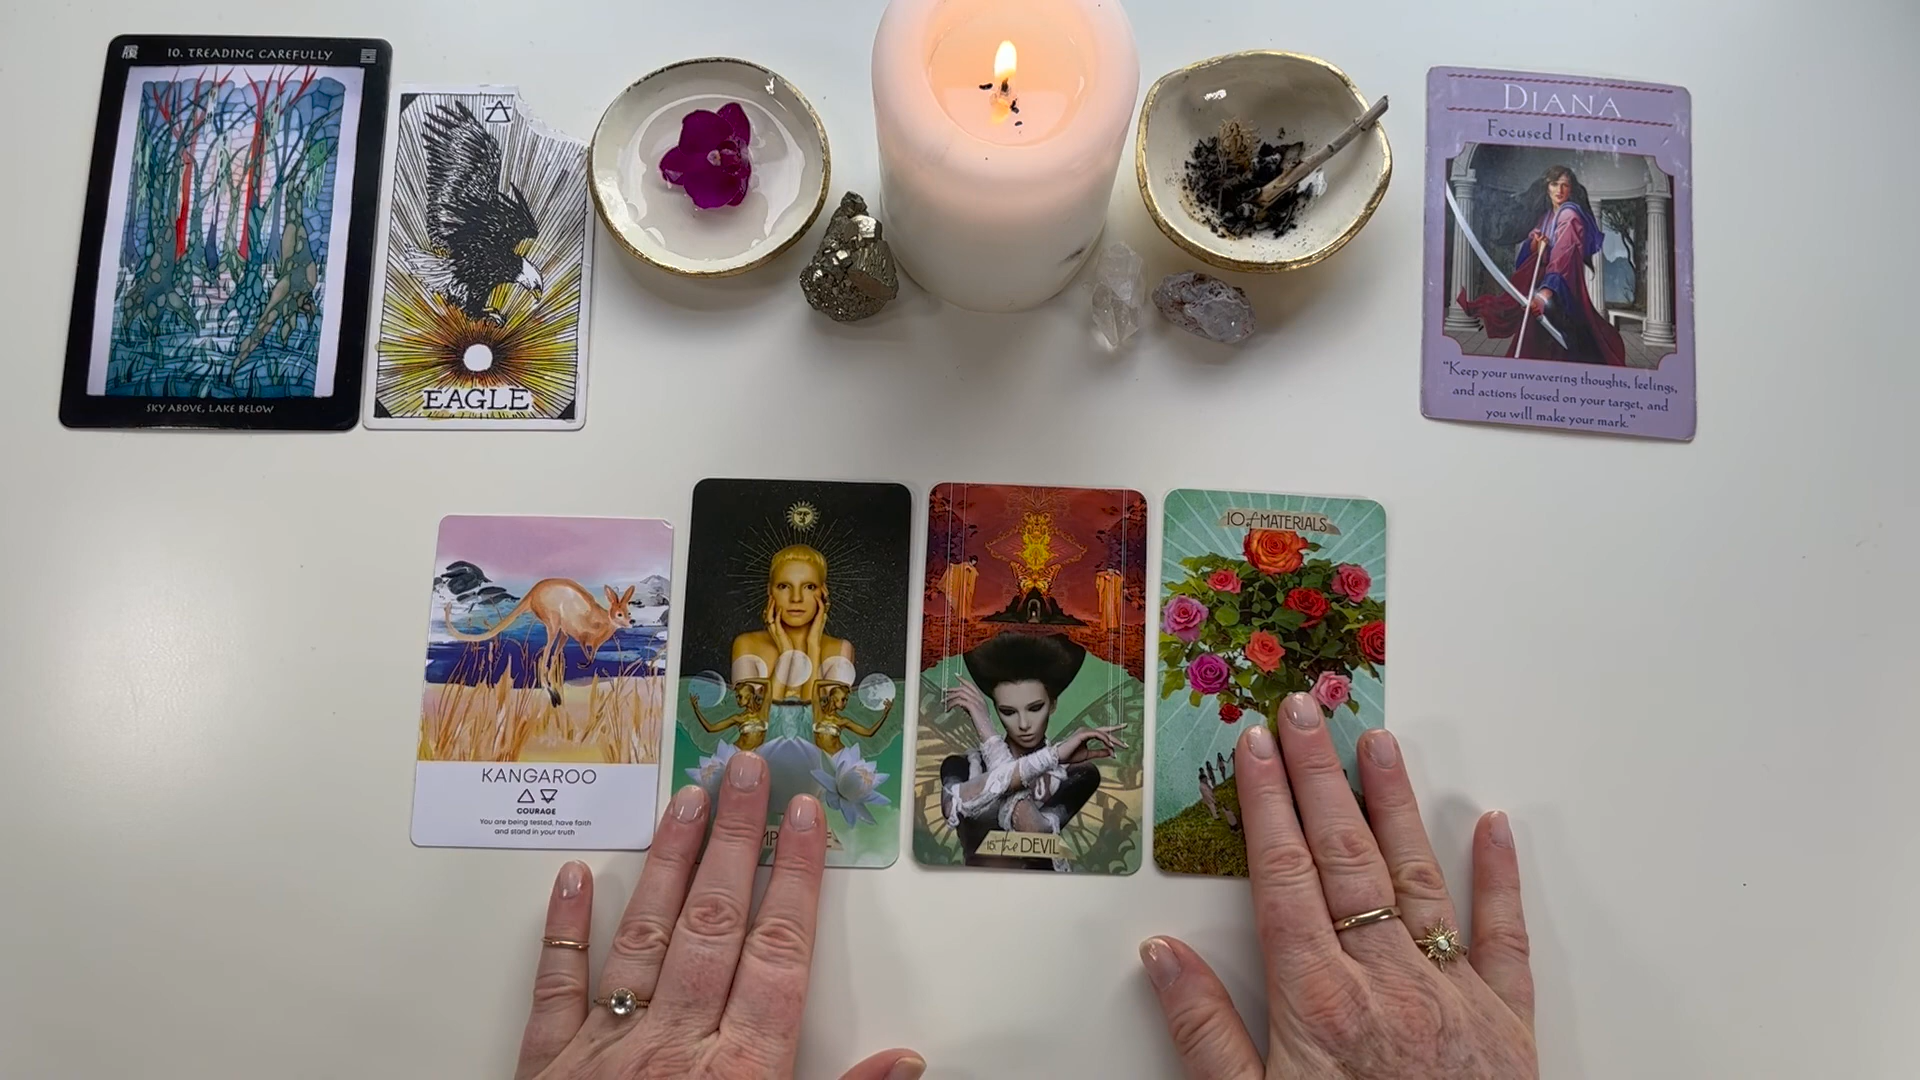 履
10. TREADING CAREFULLY
SKY ABOVE, LAKE BELOW
EAGLE
DIANA
Focused Intention
"Keep your unwavering thoughts, feelings,
and actions focused on your target, and
you will make your mark."
KANGAROO
COURAGE
You are being tested, have faith
and stand in your truth
15. the DEVIL
10 of MATERIALS